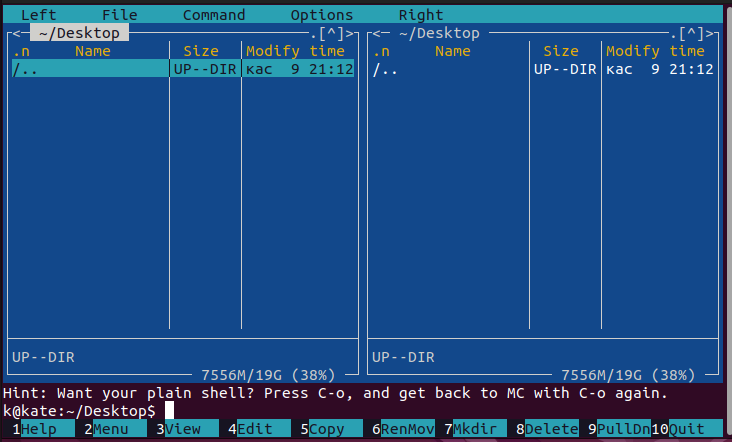 Left File Command Options Right
<- ~/Desktop .[^]> <- ~/Desktop .[^]>
.n Name Size Modify time .n Name Size Modify time
/.. UP--DIR кас 9 21:12 /.. UP--DIR кас 9 21:12
UP--DIR UP--DIR
7556M/19G (38%) 7556M/19G (38%)
Hint: Want your plain shell? Press C-o, and get back to MC with C-o again.
k@kate:~/Desktop$
1Help 2Menu 3View 4Edit 5Copy 6RenMov 7Mkdir 8Delete 9PullDn 10Quit